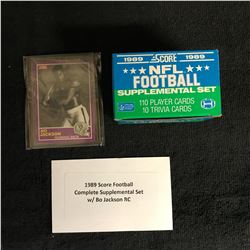 1989 SCORE 1989
NFL
FOOTBALL
SUPPLEMENTAL SET
110 PLAYER CARDS
10 TRIVIA CARDS
BO
JACKSON
1989 Score Football
Complete Supplemental Set
w/ Bo Jackson RC